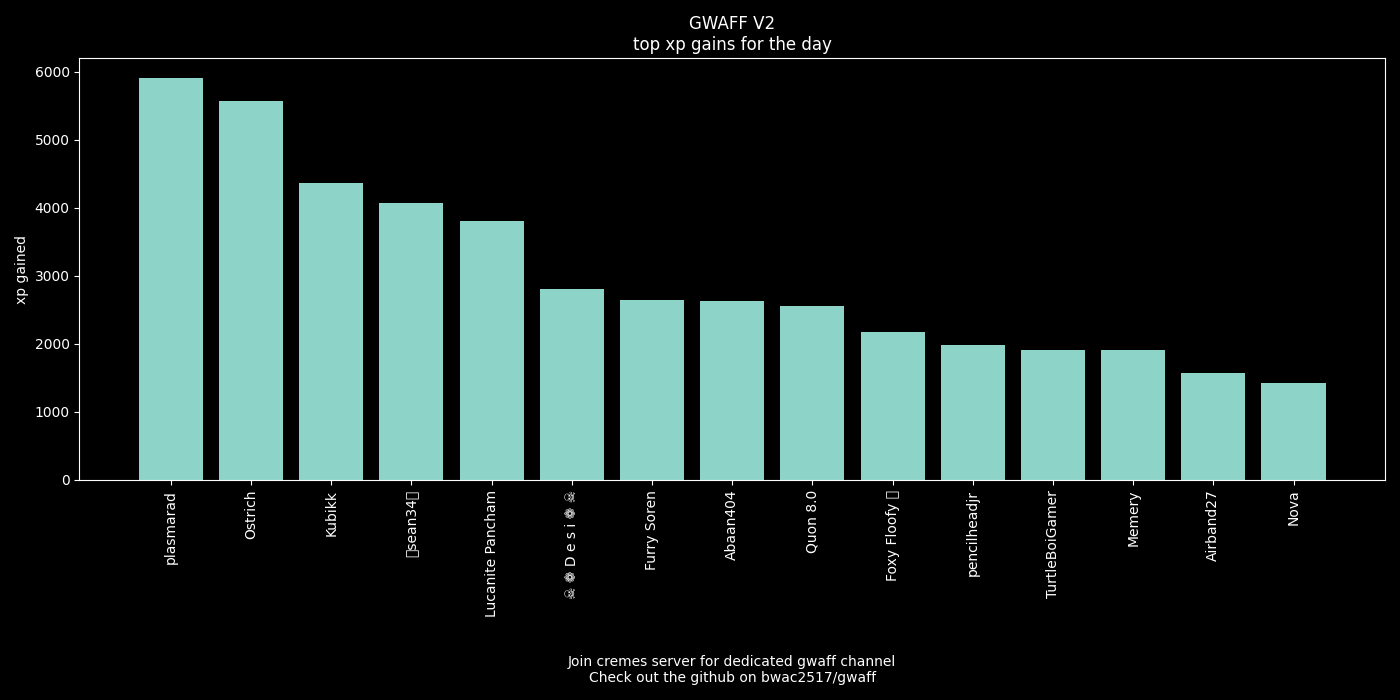 GWAFF V2
top xp gains for the day
xp gained
6000
5000
4000
3000
2000
1000
0
plasmarad
Ostrich
Kubikk
▯sean34▯
Lucanite Pancham
☠ ❁ D e s i ❁ ☠
Furry Soren
Abaan404
Quon 8.0
Foxy Floofy ▯
pencilheadjr
TurtleBoiGamer
Memery
Airband27
Nova
Join cremes server for dedicated gwaff channel
Check out the github on bwac2517/gwaff